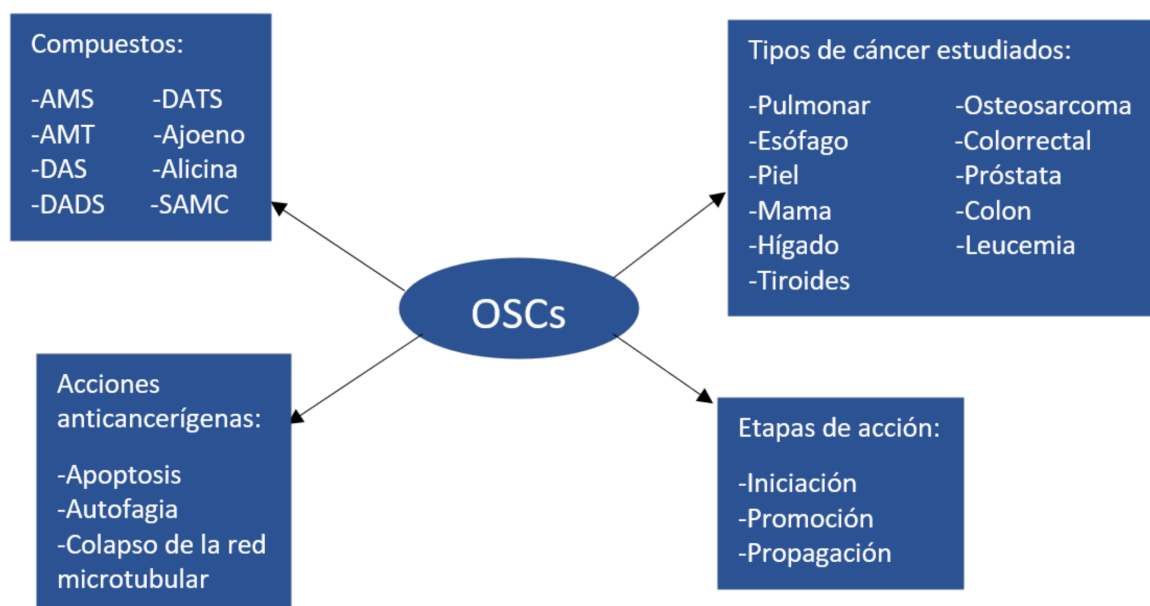 Compuestos:
-AMS -DATS
-AMT -Ajoeno
-DAS -Alicina
-DADS -SAMC
Tipos de cáncer estudiados:
-Pulmonar -Osteosarcoma
-Esófago -Colorrectal
-Piel -Próstata
-Mama -Colon
-Hígado -Leucemia
-Tiroides
OSCs
Acciones
anticancerígenas:
-Apoptosis
-Autofagia
-Colapso de la red
microtubular
Etapas de acción:
-Iniciación
-Promoción
-Propagación